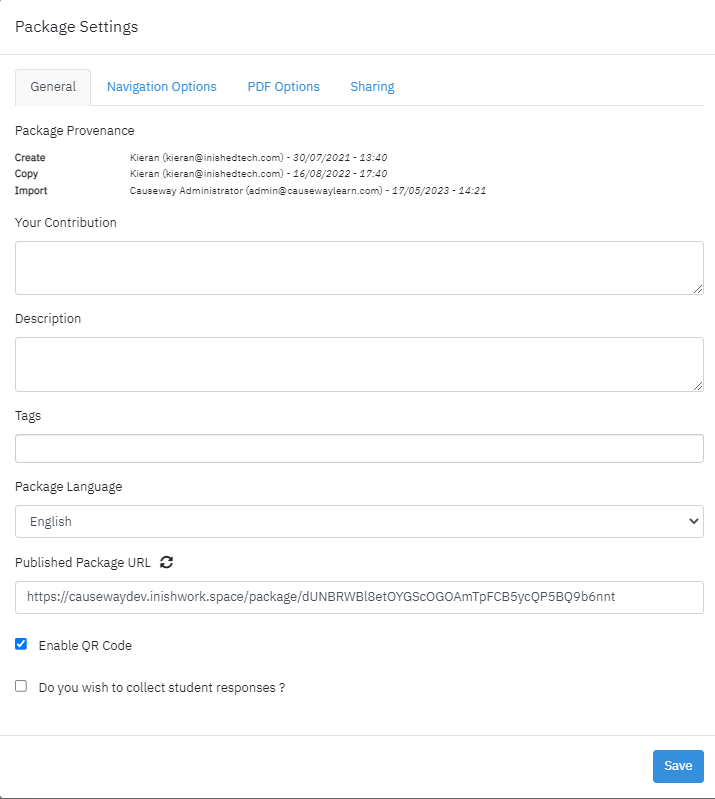 Package Settings
General Navigation Options PDF Options Sharing
Package Provenance
Create Kieran (kieran@inishedtech.com) - 30/07/2021 - 13:40
Copy Kieran (kieran@inishedtech.com) - 16/08/2022 - 17:40
Import Causeway Administrator (admin@causewaylearn.com) - 17/05/2023 - 14:21
Your Contribution
Description
Tags
Package Language
English
Published Package URL
https://causewaydev.inishwork.space/package/dUNBRWBl8etOYGScOGOAmTpFCB5ycQP5BQ9b6nnt
Enable QR Code
Do you wish to collect student responses ?
Save